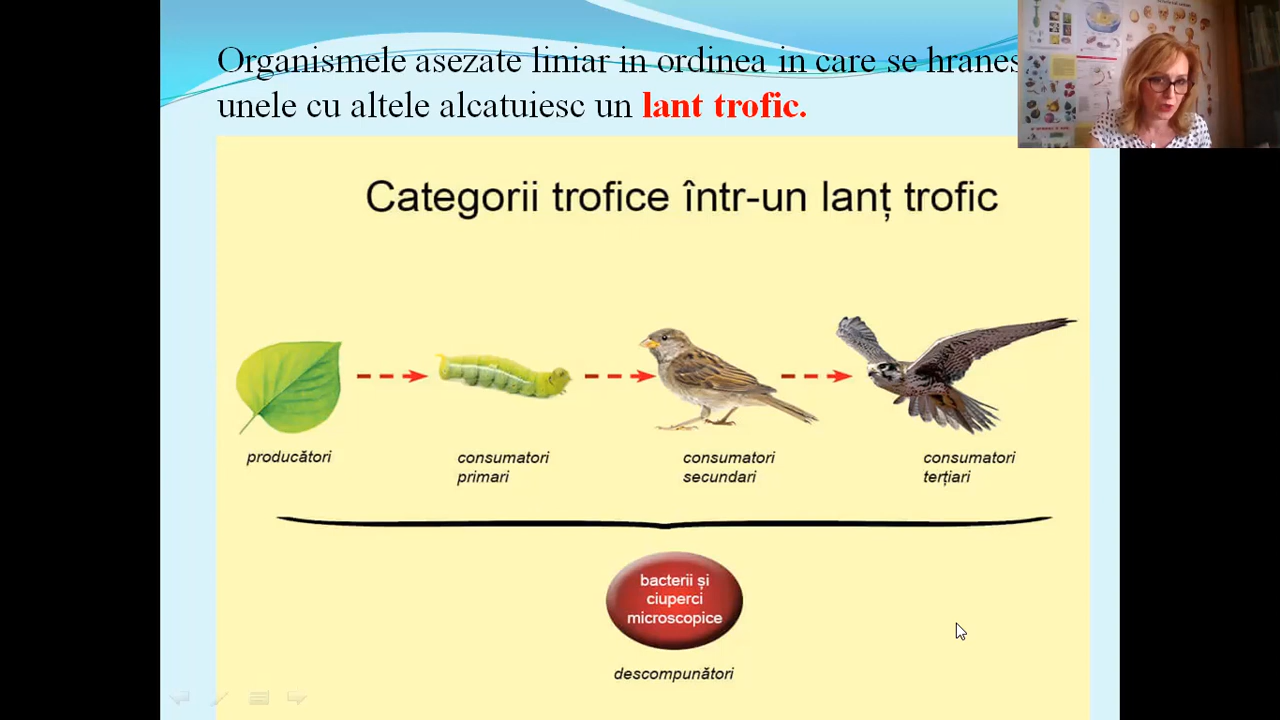 Organismele asezate liniar in ordinea in care se hranes
unele cu altele alcatuiesc un lant trofic.
Categorii trofice într-un lanț trofic
producători
consumatori
primari
consumatori
secundari
consumatori
terțiari
bacterii și
ciuperci
microscopice
descompunători